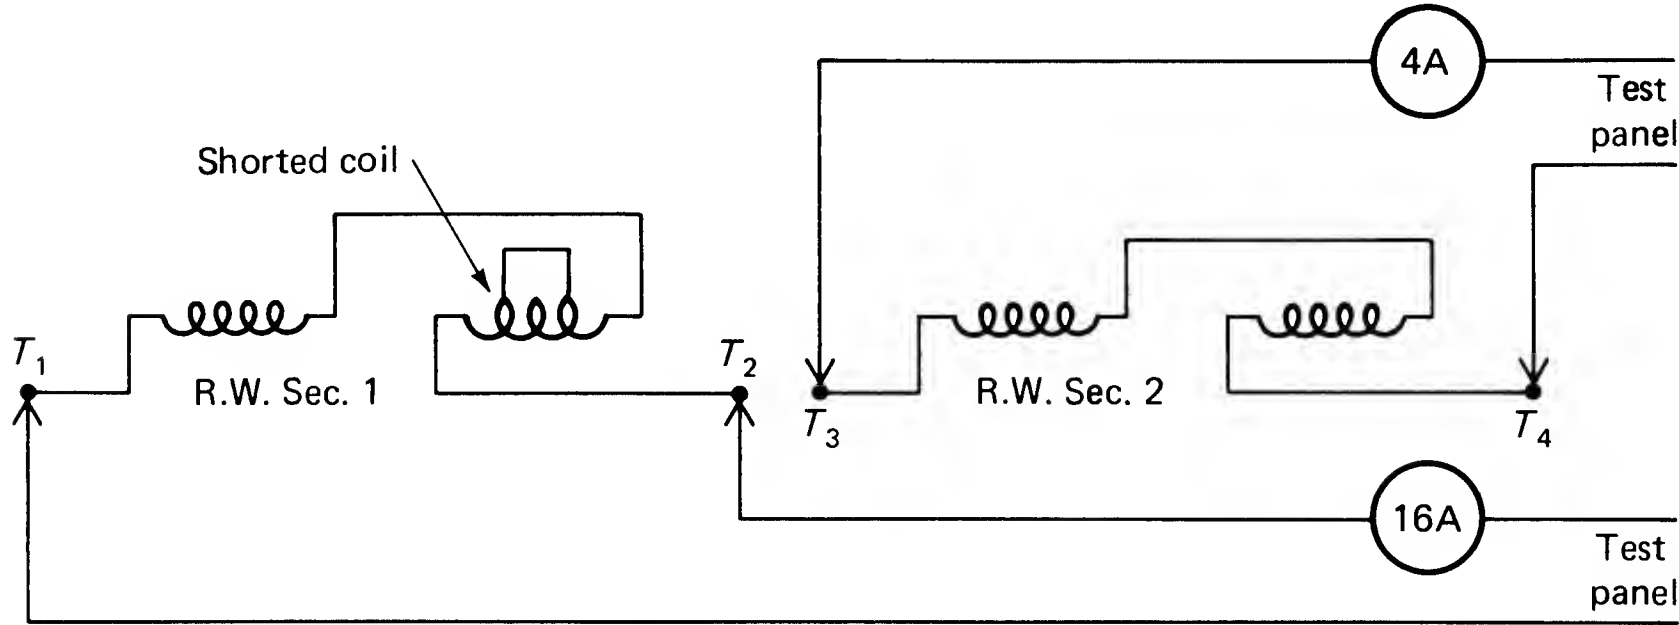 4A
Test
panel
Shorted coil
T1
R.W. Sec. 1
T2
T3
R.W. Sec. 2
T4
16A
Test
panel